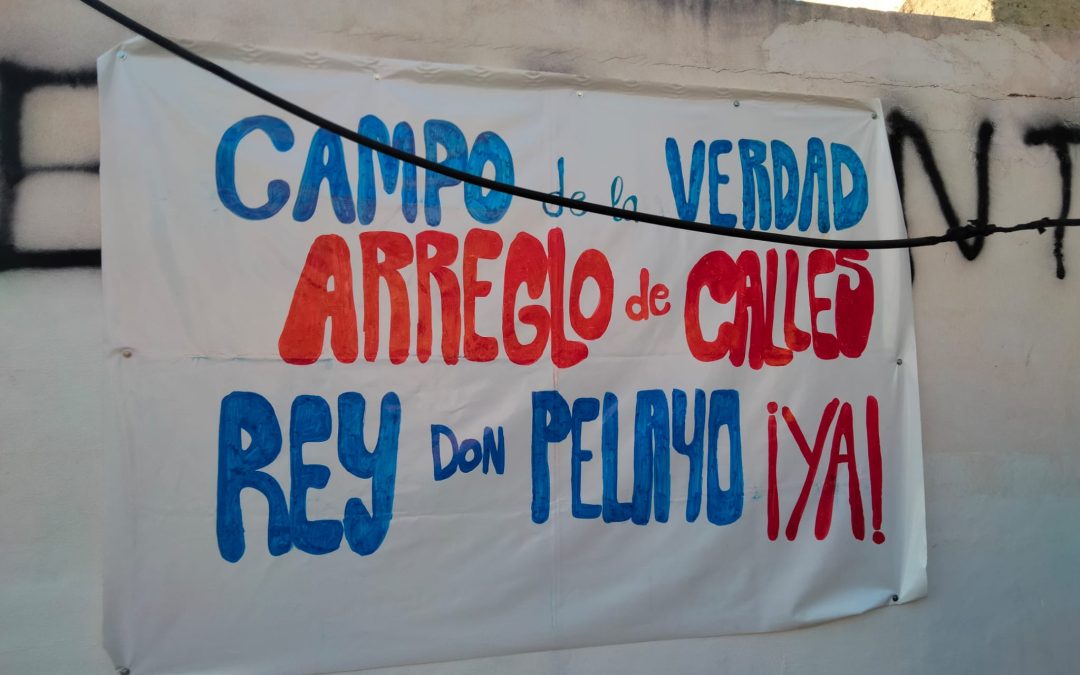 CAMPO de la VERDAD
ARREGLO de CALLES
REY DON PELAYO ¡YA!